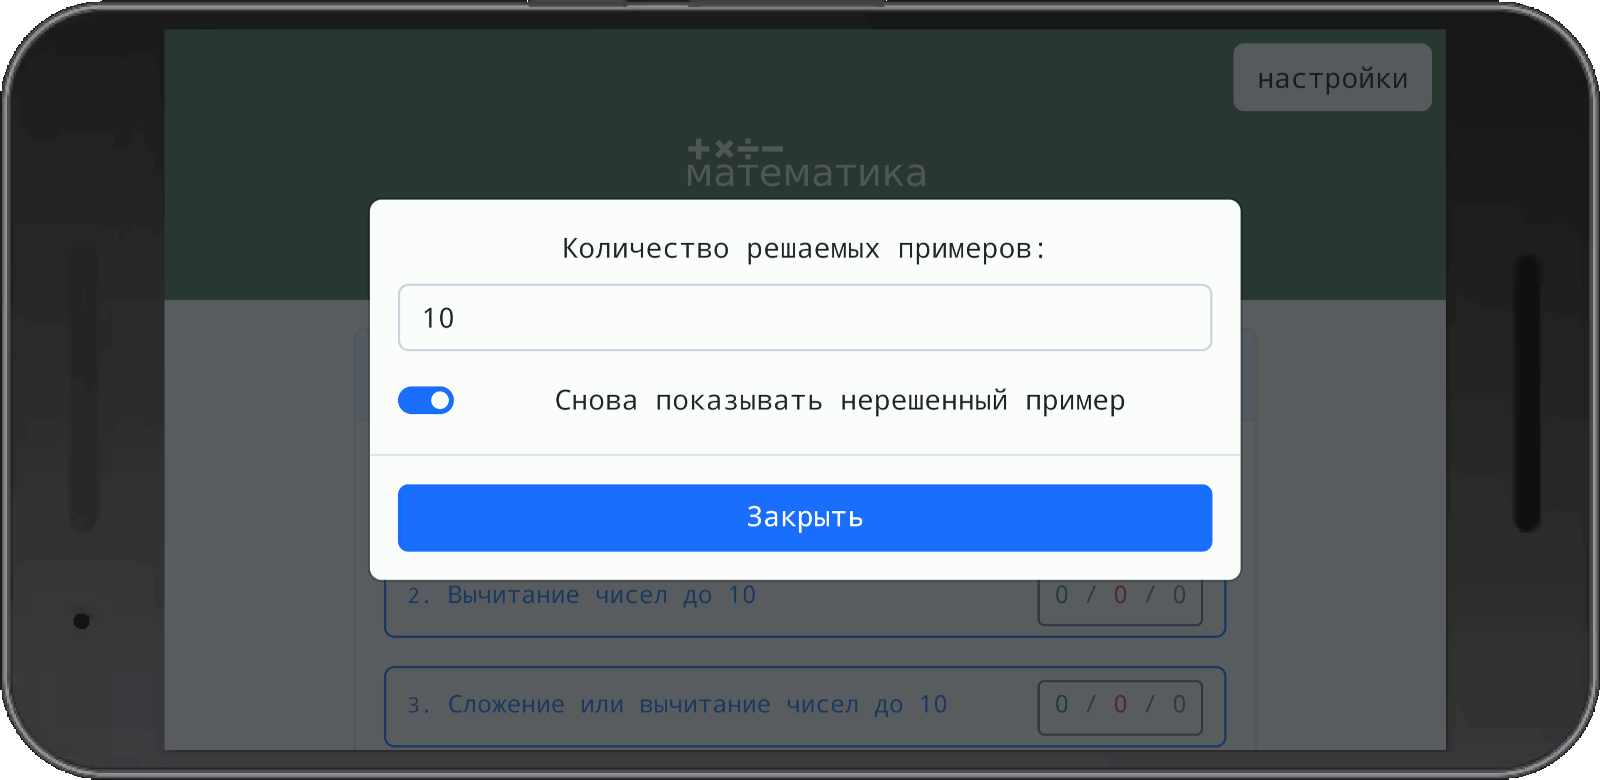 настройки
+×÷−
математика
Количество решаемых примеров:
10
Снова показывать нерешенный пример
Закрыть
2. Вычитание чисел до 10 0 / 0 / 0
3. Сложение или вычитание чисел до 10 0 / 0 / 0